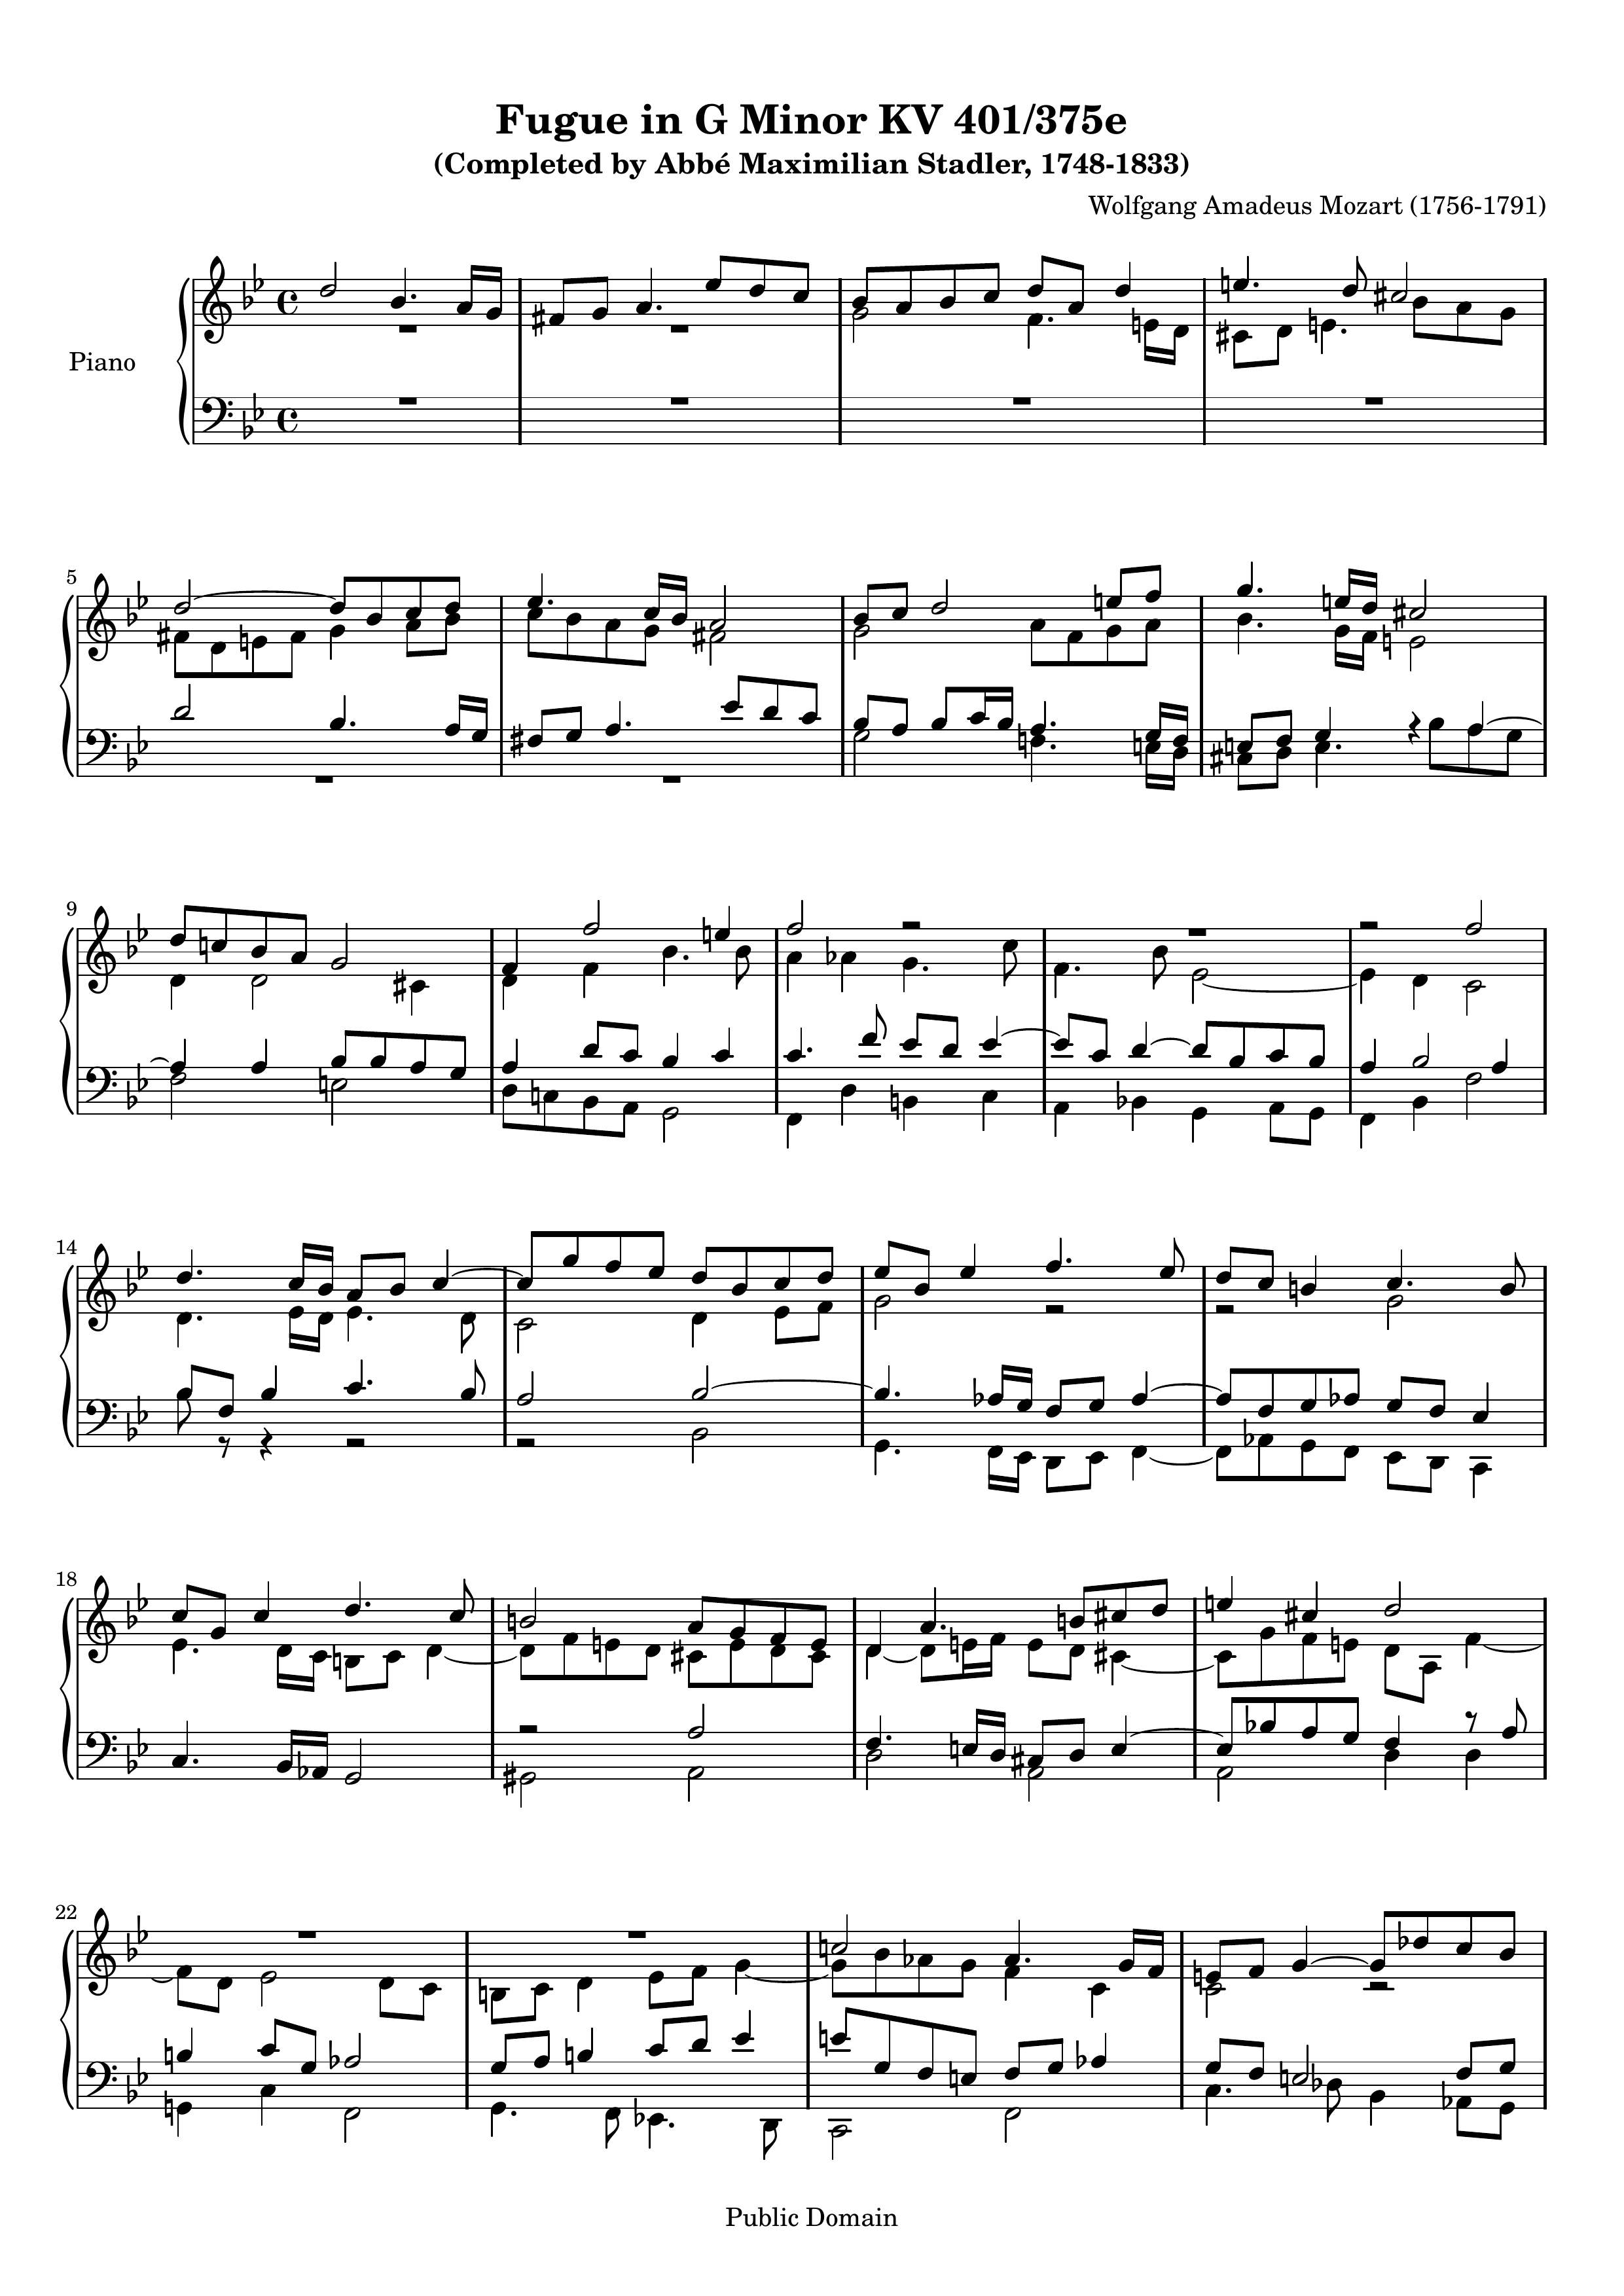 Fugue in G Minor KV 401/375e
(Completed by Abbé Maximilian Stadler, 1748-1833)
Wolfgang Amadeus Mozart (1756-1791)
Piano
5
9
14
18
22
Public Domain